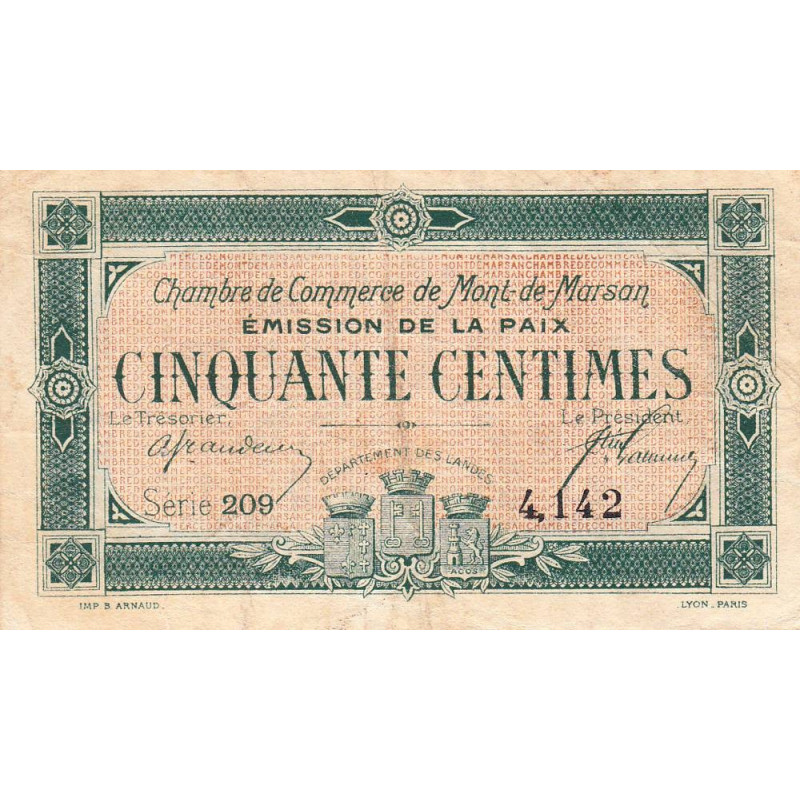 Chambre de Commerce de Mont-de-Marsan
ÉMISSION DE LA PAIX
CINQUANTE CENTIMES
Le Trésorier,
Le Président,
DÉPARTEMENT DES LANDES
Série 209
4,142
IMP. B. ARNAUD.
LYON - PARIS